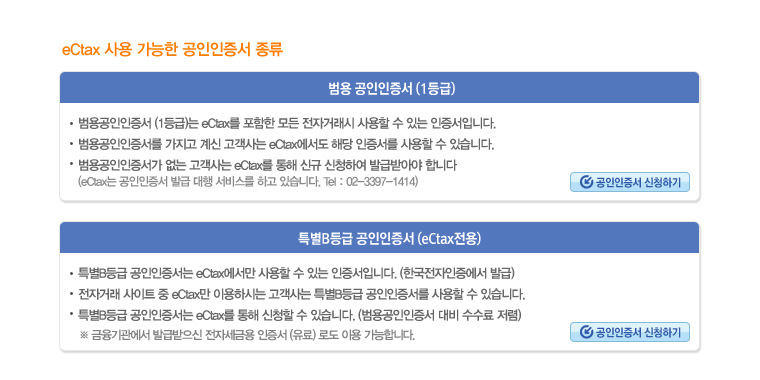 eCtax 사용 가능한 공인인증서 종류
범용 공인인증서 (1등급)
• 범용공인인증서 (1등급)는 eCtax를 포함한 모든 전자거래시 사용할 수 있는 인증서입니다.
• 범용공인인증서를 가지고 계신 고객사는 eCtax에서도 해당 인증서를 사용할 수 있습니다.
• 범용공인인증서가 없는 고객사는 eCtax를 통해 신규 신청하여 발급받아야 합니다
(eCtax는 공인인증서 발급 대행 서비스를 하고 있습니다. Tel : 02-3397-1414)
공인인증서 신청하기
특별B등급 공인인증서 (eCtax전용)
• 특별B등급 공인인증서는 eCtax에서만 사용할 수 있는 인증서입니다. (한국전자인증에서 발급)
• 전자거래 사이트 중 eCtax만 이용하시는 고객사는 특별B등급 공인인증서를 사용할 수 있습니다.
• 특별B등급 공인인증서는 eCtax를 통해 신청할 수 있습니다. (범용공인인증서 대비 수수료 저렴)
※ 금융기관에서 발급받으신 전자세금용 인증서 (유료) 로도 이용 가능합니다.
공인인증서 신청하기